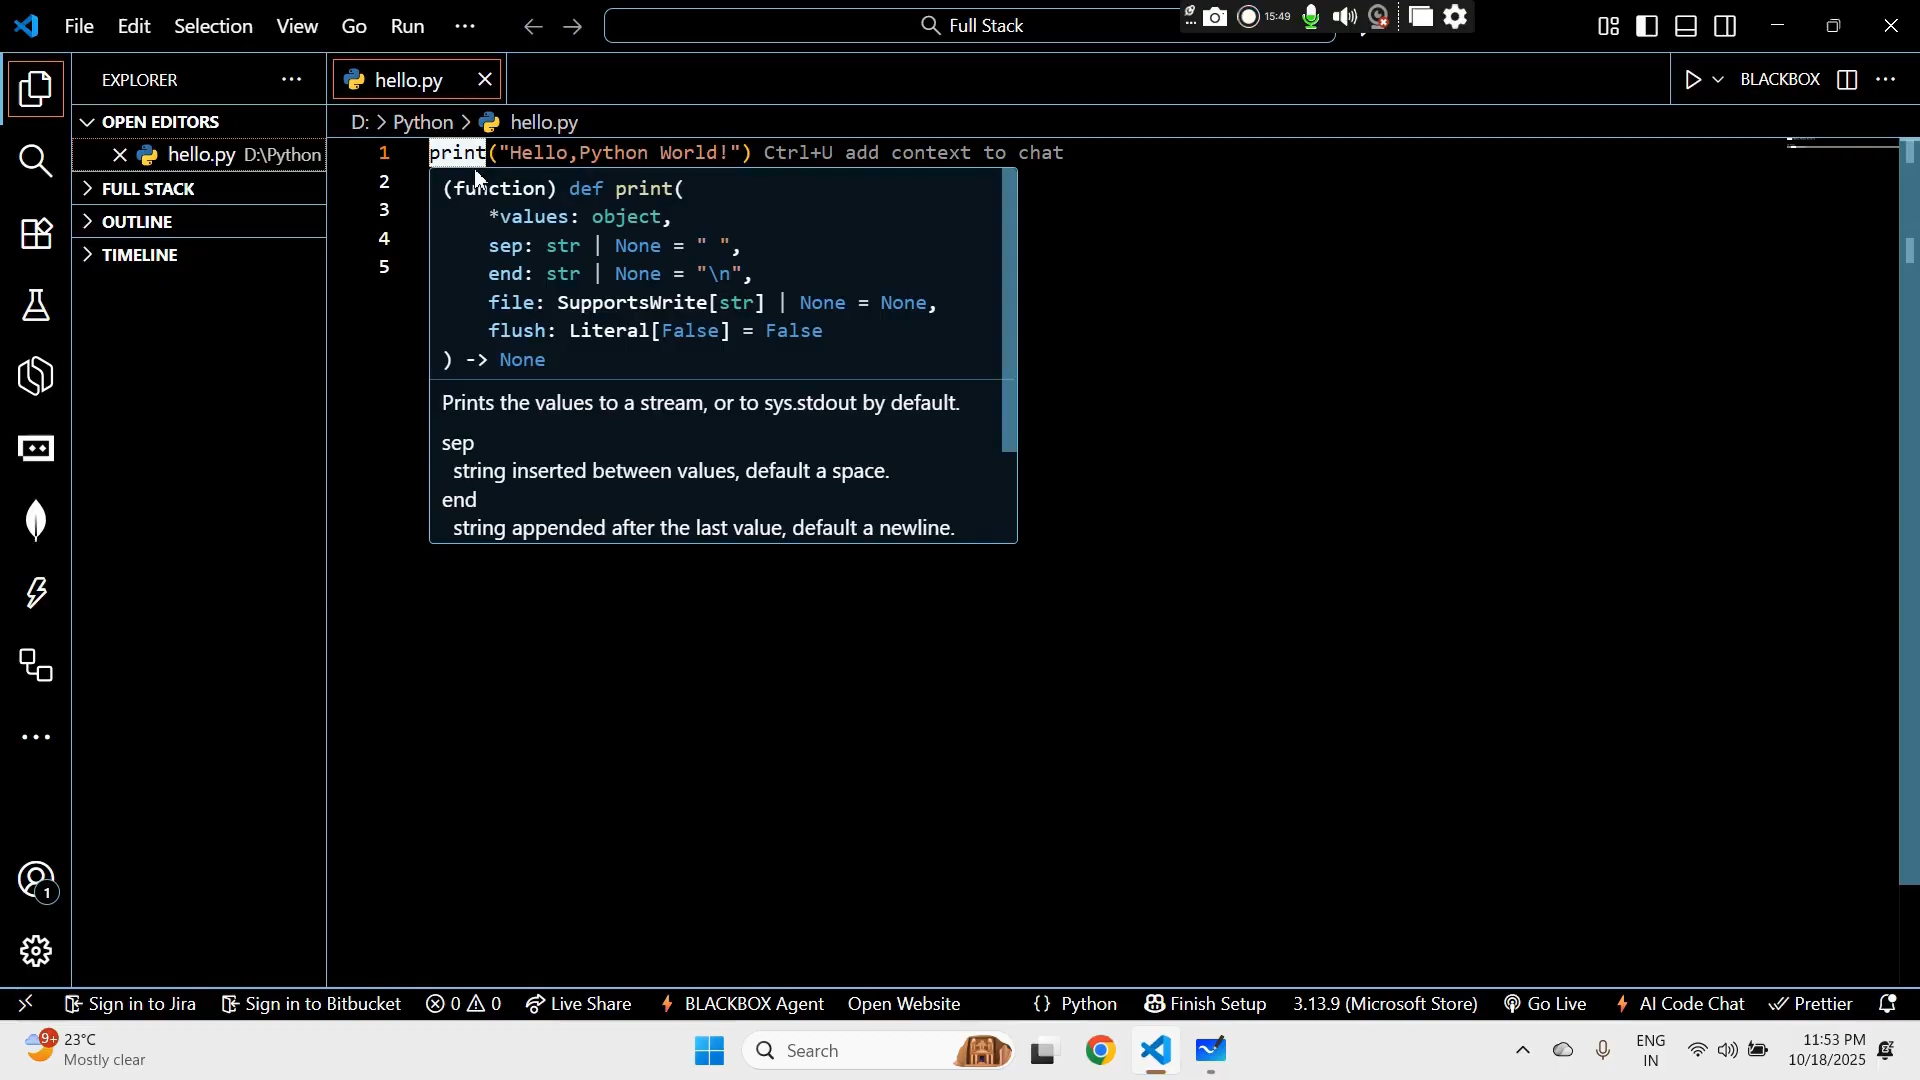 File Edit Selection View Go Run ··· Full Stack 15:49
EXPLORER ··· hello.py BLACKBOX ···
OPEN EDITORS D: > Python > hello.py
hello.py D:\Python 1 print("Hello,Python World!") Ctrl+U add context to chat
FULL STACK
OUTLINE
TIMELINE
2
3
4
5
(function) def print(
*values: object,
sep: str | None = " ",
end: str | None = "\n",
file: SupportsWrite[str] | None = None,
flush: Literal[False] = False
) -> None
Prints the values to a stream, or to sys.stdout by default.
sep
string inserted between values, default a space.
end
string appended after the last value, default a newline.
1
Sign in to Jira Sign in to Bitbucket 0 0 Live Share BLACKBOX Agent Open Website {} Python Finish Setup 3.13.9 (Microsoft Store) Go Live AI Code Chat Prettier
9+ 23°C
Mostly clear
Search
ENG
IN
11:53 PM
10/18/2025